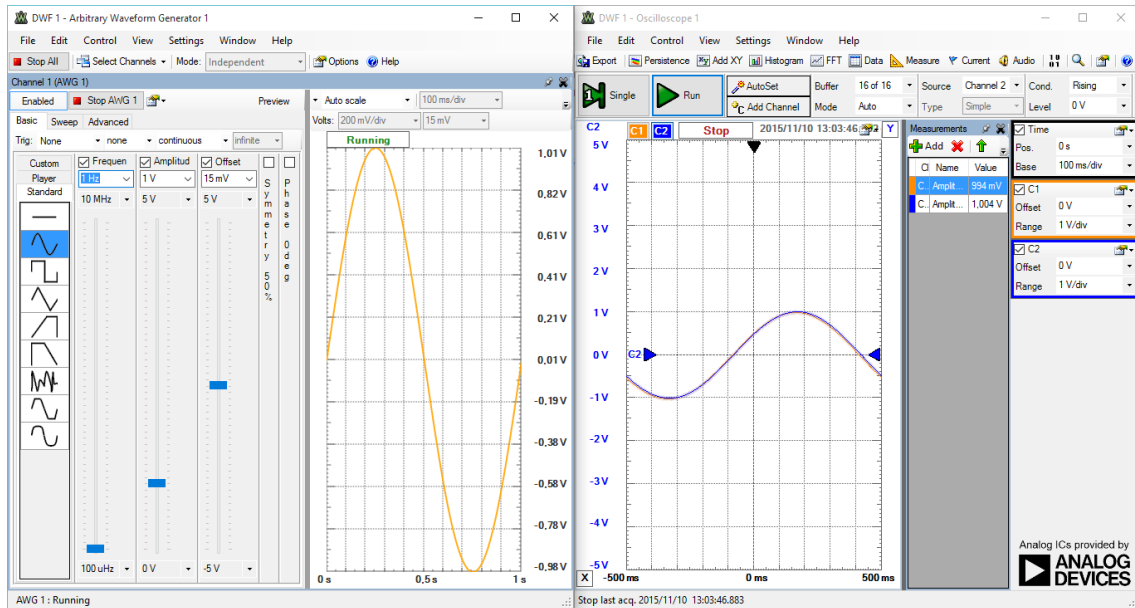 DWF 1 - Arbitrary Waveform Generator 1
File Edit Control View Settings Window Help
Stop All Select Channels Mode: Independent Options Help
Channel 1 (AWG 1)
Enabled Stop AWG 1 Preview
Basic Sweep Advanced
Trig: None none continuous infinite
Custom
Player
Standard
Frequen Amplitud Offset
1 Hz 1 V 15 mV
10 MHz 5 V 5 V
Symmetry 50%
Phase 0 deg
100 uHz 0 V -5 V
Auto scale 100 ms/div
Volts: 200 mV/div 15 mV
Running
1,01 V
0,82 V
0,61 V
0,41 V
0,21 V
0,01 V
-0,19 V
-0,38 V
-0,58 V
-0,78 V
-0,98 V
0 s 0,5 s 1 s
AWG 1 : Running
DWF 1 - Oscilloscope 1
File Edit Control View Settings Window Help
Export Persistence Add XY Histogram FFT Data Measure Current Audio
Single Run AutoSet Add Channel
Buffer 16 of 16 Source Channel 2 Cond. Rising
Mode Auto Type Simple Level 0 V
C2 C1 C2 Stop 2015/11/10 13:03:46 Y
5 V
4 V
3 V
2 V
1 V
0 V C2
-1 V
-2 V
-3 V
-4 V
-5 V
X -500 ms 0 ms 500 ms
Measurements
Add
Cl Name Value
C.. Amplit... 994 mV
C.. Amplit... 1,004 V
Time
Pos. 0 s
Base 100 ms/div
C1
Offset 0 V
Range 1 V/div
C2
Offset 0 V
Range 1 V/div
Analog ICs provided by
ANALOG
DEVICES
Stop last acq. 2015/11/10 13:03:46.883